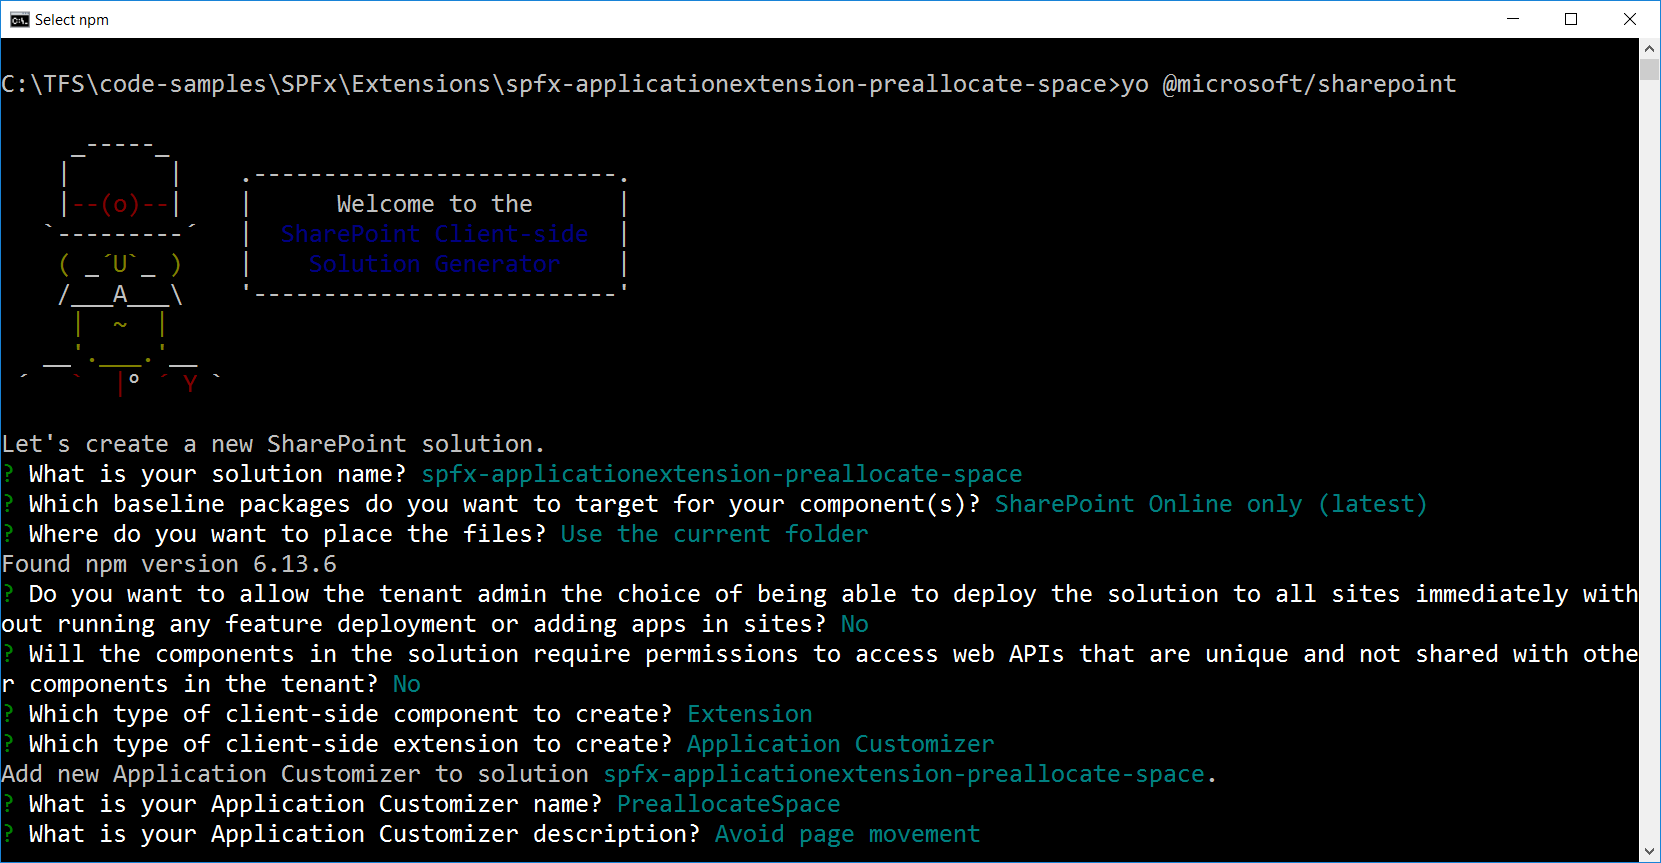 Select npm
C:\TFS\code-samples\SPFx\Extensions\spfx-applicationextension-preallocate-space>yo @microsoft/sharepoint
     _-----_
    |       |    .--------------------------.
    |--(o)--|    |      Welcome to the      |
   `---------´   |  SharePoint Client-side  |
    ( _´U`_ )    |    Solution Generator    |
    /___A___\    '--------------------------'
     |  ~  |
   __'.___.'__
 ´   `  |° ´ Y `
Let's create a new SharePoint solution.
? What is your solution name? spfx-applicationextension-preallocate-space
? Which baseline packages do you want to target for your component(s)? SharePoint Online only (latest)
? Where do you want to place the files? Use the current folder
Found npm version 6.13.6
? Do you want to allow the tenant admin the choice of being able to deploy the solution to all sites immediately with
out running any feature deployment or adding apps in sites? No
? Will the components in the solution require permissions to access web APIs that are unique and not shared with othe
r components in the tenant? No
? Which type of client-side component to create? Extension
? Which type of client-side extension to create? Application Customizer
Add new Application Customizer to solution spfx-applicationextension-preallocate-space.
? What is your Application Customizer name? PreallocateSpace
? What is your Application Customizer description? Avoid page movement